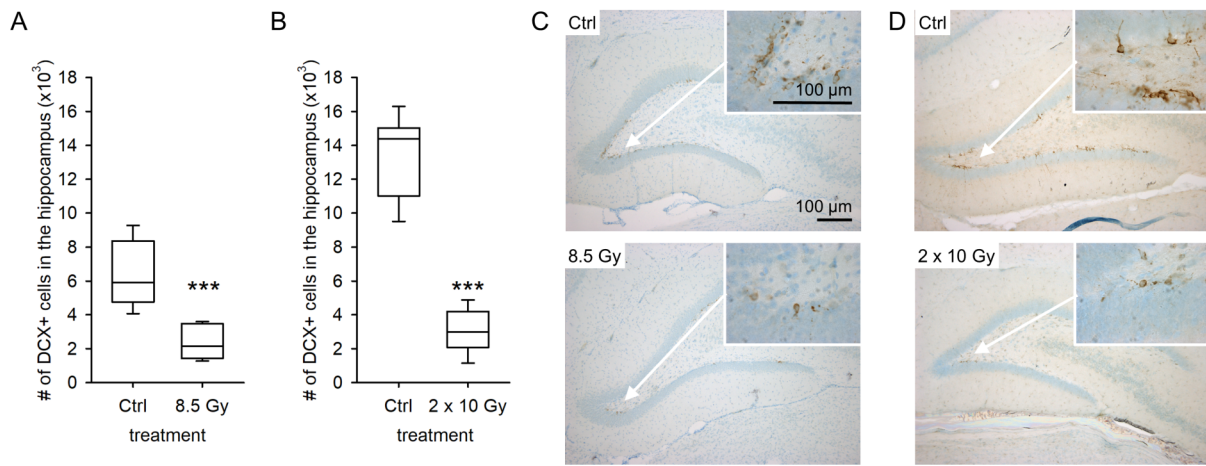 A
# of DCX+ cells in the hippocampus (x10³)
18
16
14
12
10
8
6
4
2
0
***
Ctrl 8.5 Gy
treatment
B
# of DCX+ cells in the hippocampus (x10³)
18
16
14
12
10
8
6
4
2
0
***
Ctrl 2 x 10 Gy
treatment
C
Ctrl
100 µm
100 µm
8.5 Gy
D
Ctrl
2 x 10 Gy